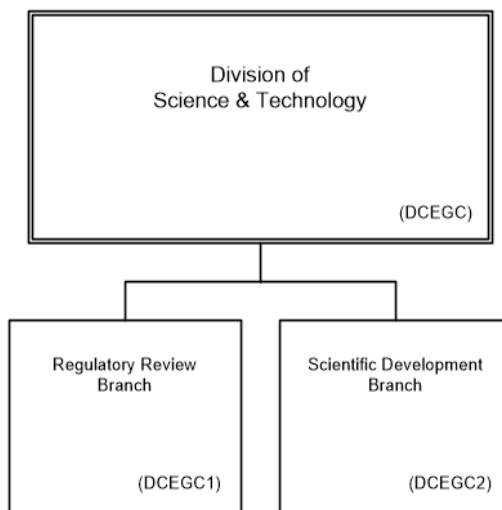 Division of
Science & Technology
(DCEGC)
Regulatory Review
Branch
(DCEGC1)
Scientific Development
Branch
(DCEGC2)